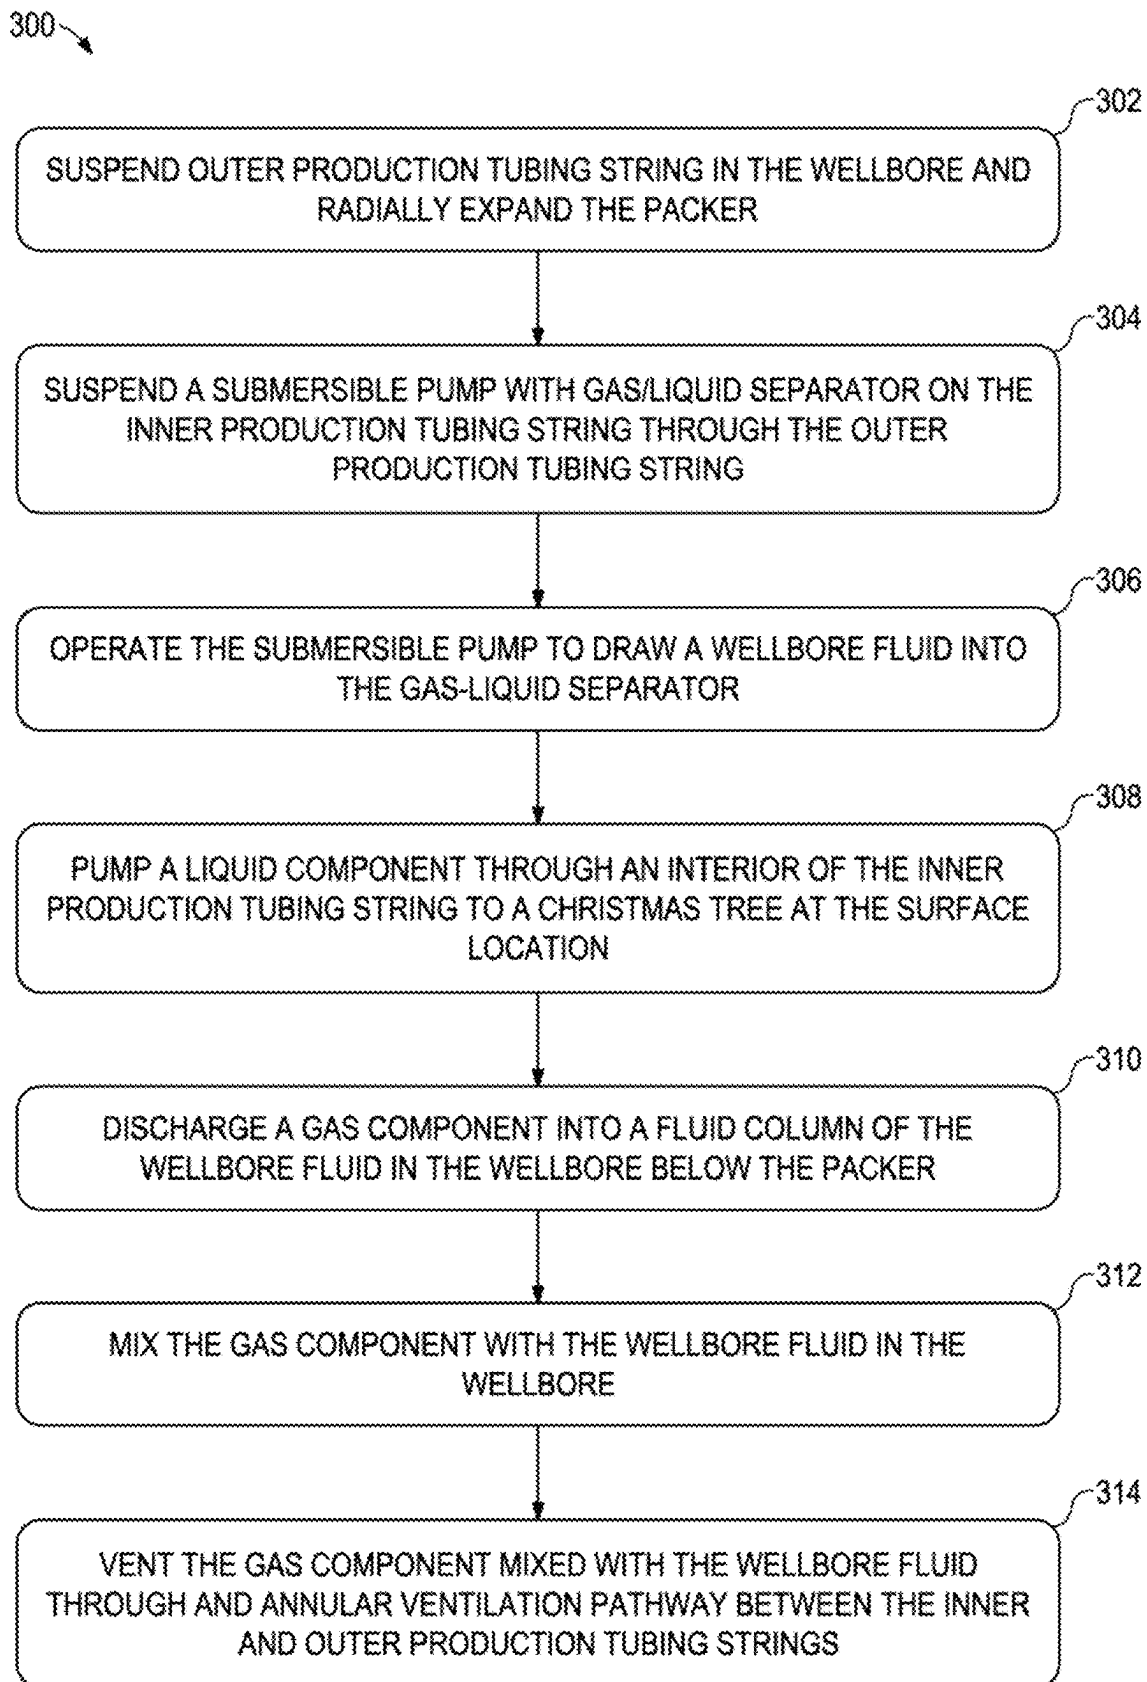 300
302
SUSPEND OUTER PRODUCTION TUBING STRING IN THE WELLBORE AND
RADIALLY EXPAND THE PACKER
304
SUSPEND A SUBMERSIBLE PUMP WITH GAS/LIQUID SEPARATOR ON THE
INNER PRODUCTION TUBING STRING THROUGH THE OUTER
PRODUCTION TUBING STRING
306
OPERATE THE SUBMERSIBLE PUMP TO DRAW A WELLBORE FLUID INTO
THE GAS-LIQUID SEPARATOR
308
PUMP A LIQUID COMPONENT THROUGH AN INTERIOR OF THE INNER
PRODUCTION TUBING STRING TO A CHRISTMAS TREE AT THE SURFACE
LOCATION
310
DISCHARGE A GAS COMPONENT INTO A FLUID COLUMN OF THE
WELLBORE FLUID IN THE WELLBORE BELOW THE PACKER
312
MIX THE GAS COMPONENT WITH THE WELLBORE FLUID IN THE
WELLBORE
314
VENT THE GAS COMPONENT MIXED WITH THE WELLBORE FLUID
THROUGH AND ANNULAR VENTILATION PATHWAY BETWEEN THE INNER
AND OUTER PRODUCTION TUBING STRINGS